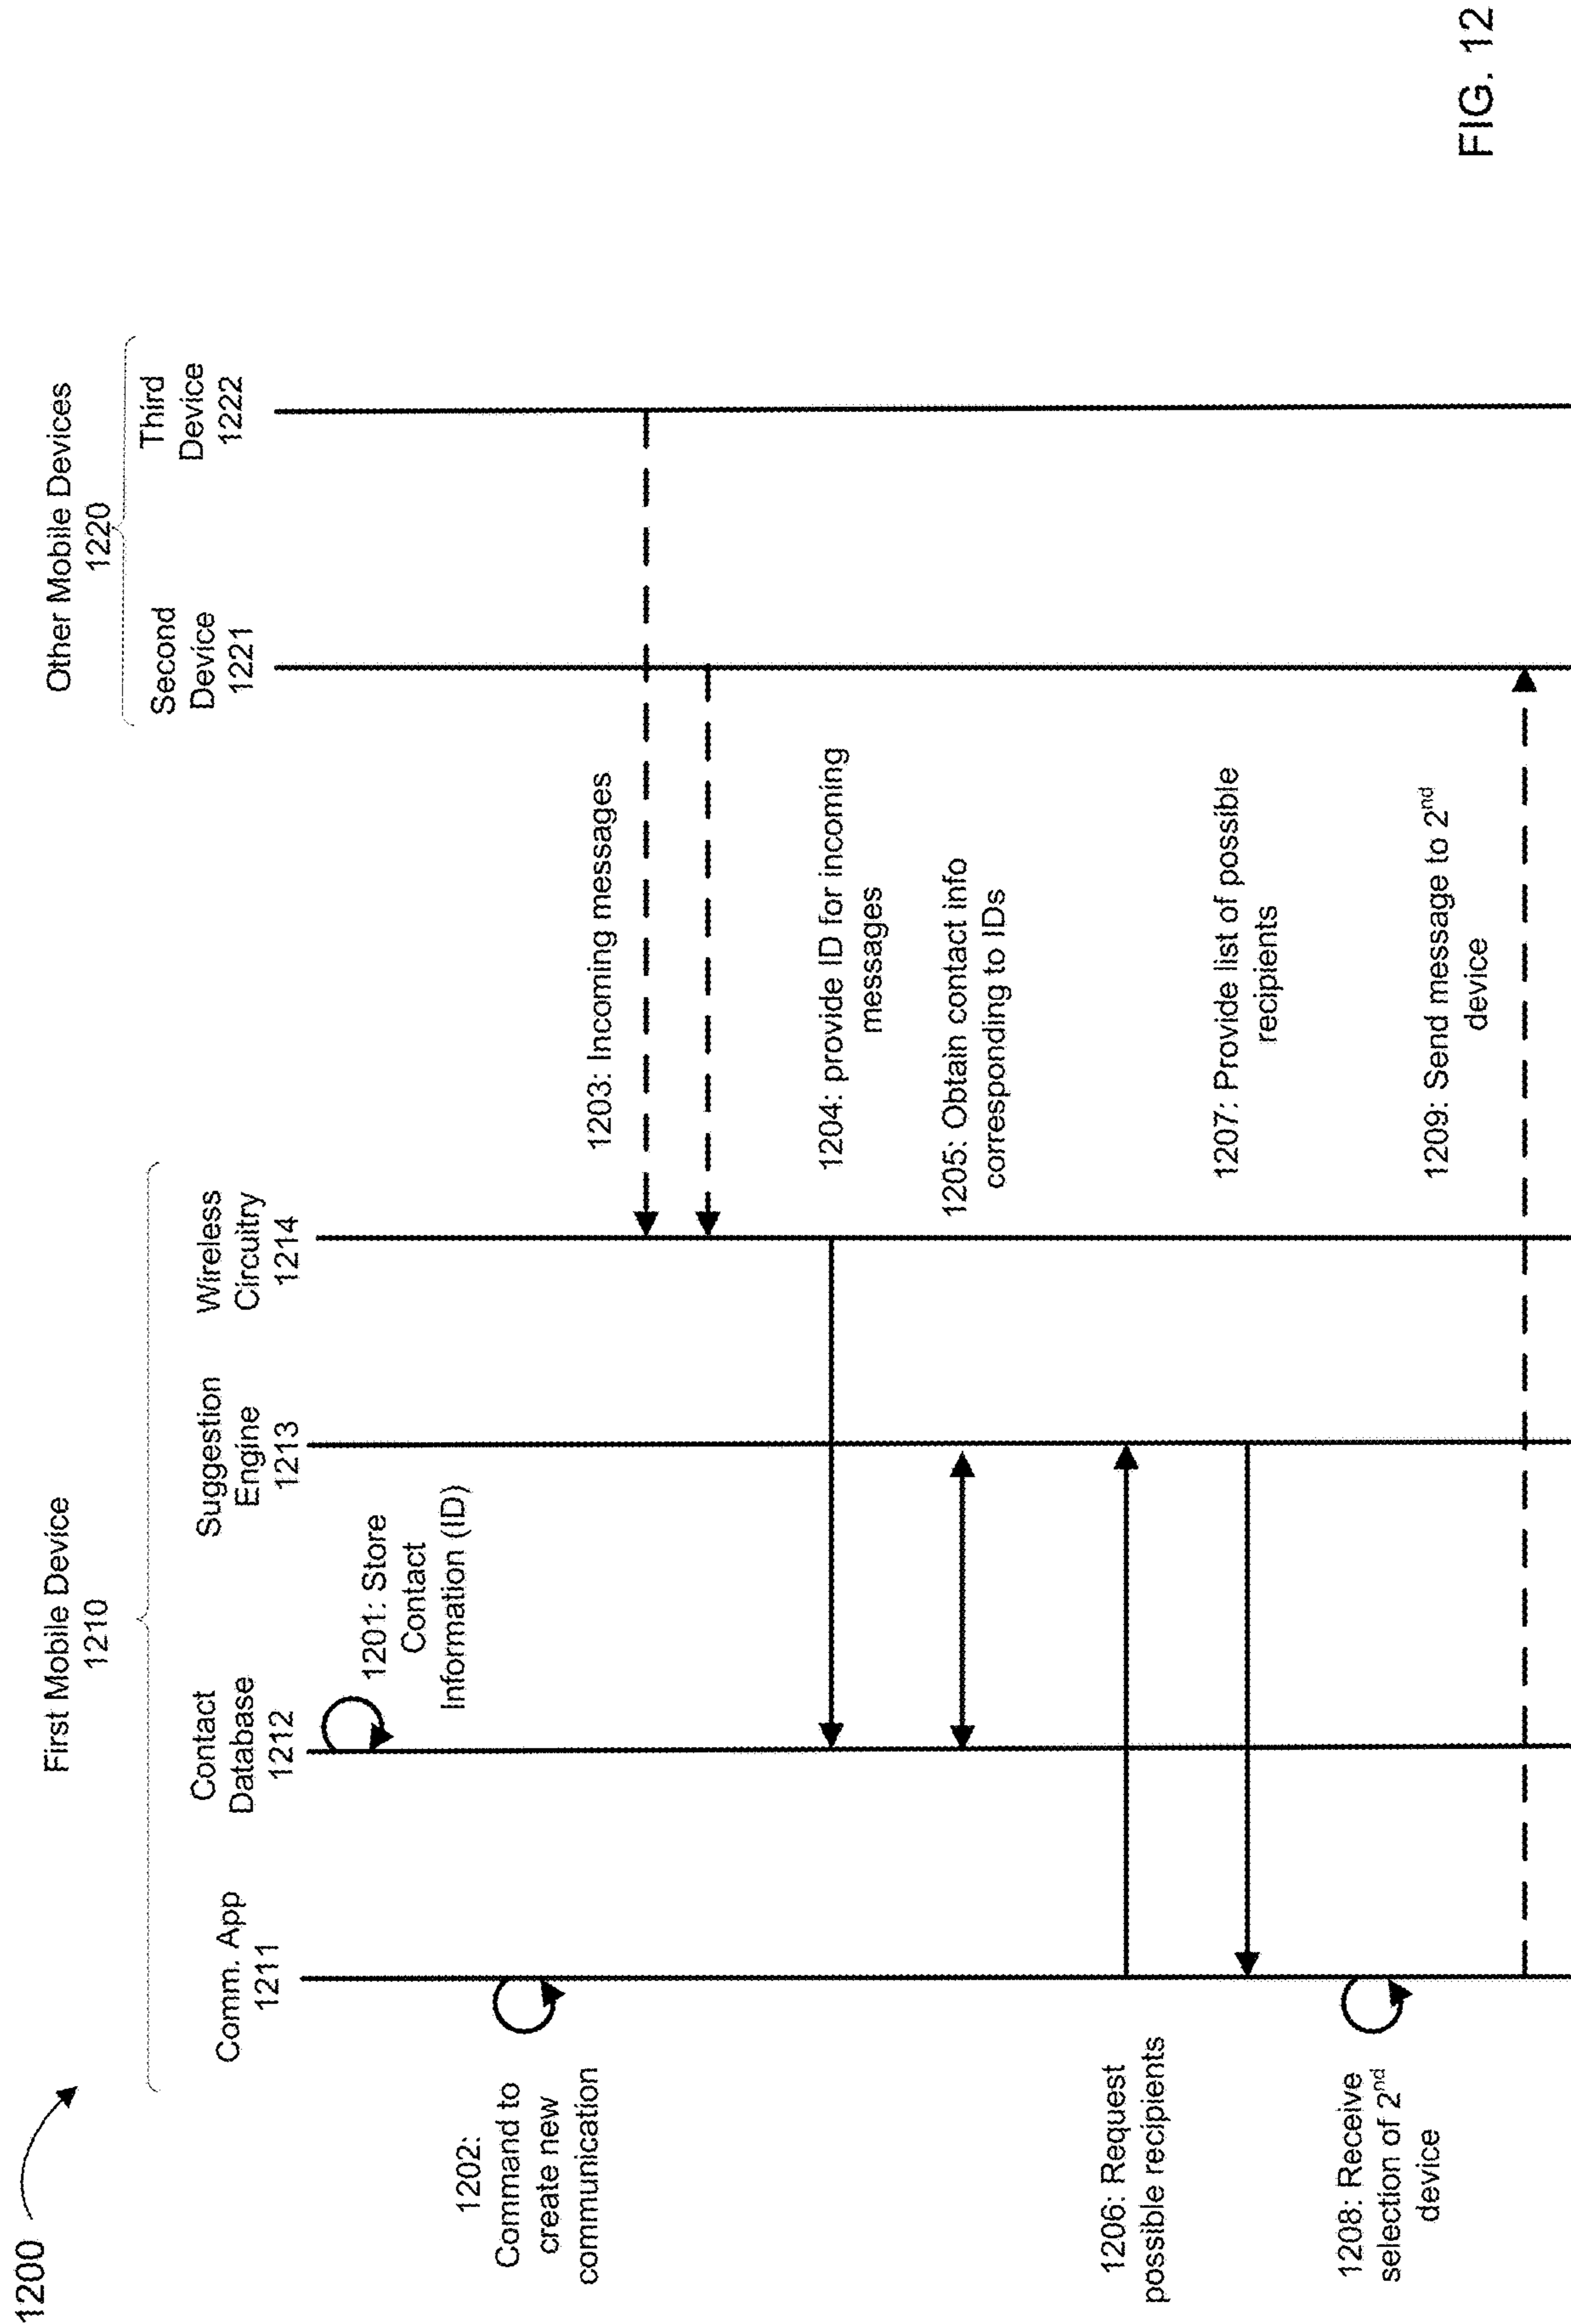 1200
First Mobile Device
1210
Other Mobile Devices
1220
Comm. App
1211
Contact
Database
1212
Suggestion
Engine
1213
Wireless
Circuitry
1214
Second
Device
1221
Third
Device
1222
1201: Store
Contact
Information (ID)
1202:
Command to
create new
communication
1203: Incoming messages
1204: provide ID for incoming
messages
1205: Obtain contact info
corresponding to IDs
1206: Request
possible recipients
1207: Provide list of possible
recipients
1208: Receive
selection of 2nd
device
1209: Send message to 2nd
device
FIG. 12